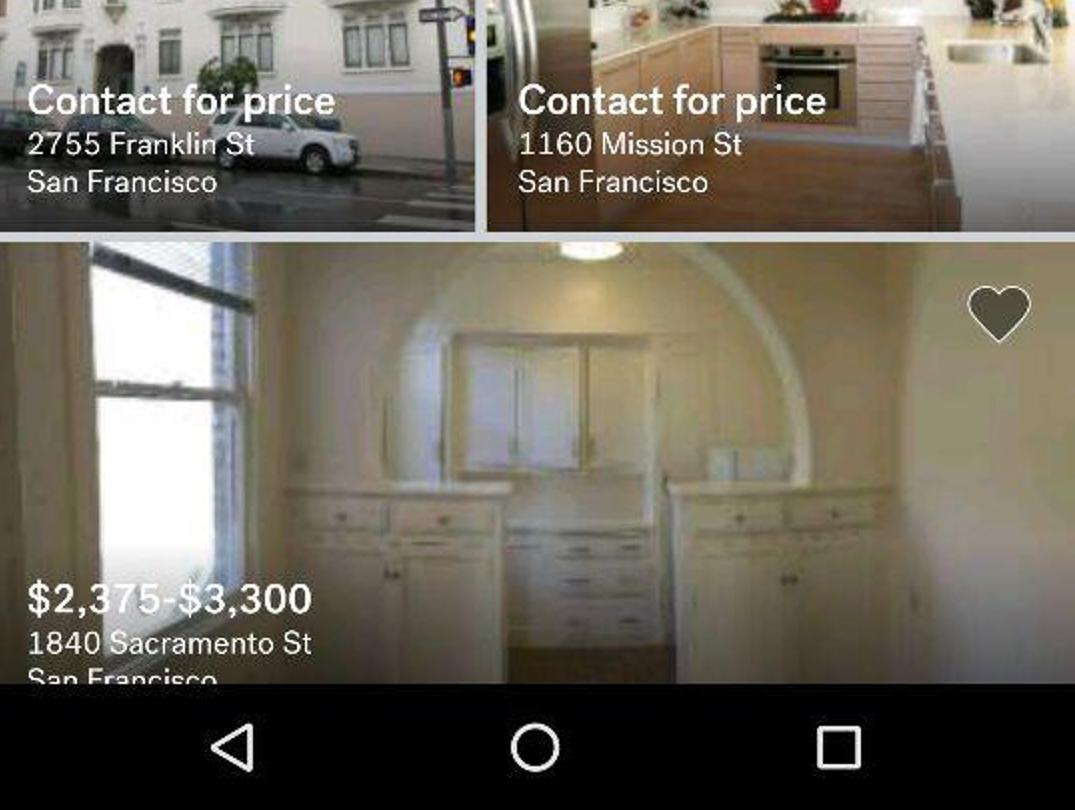 Contact for price
2755 Franklin St
San Francisco
Contact for price
1160 Mission St
San Francisco
$2,375-$3,300
1840 Sacramento St
San Francisco